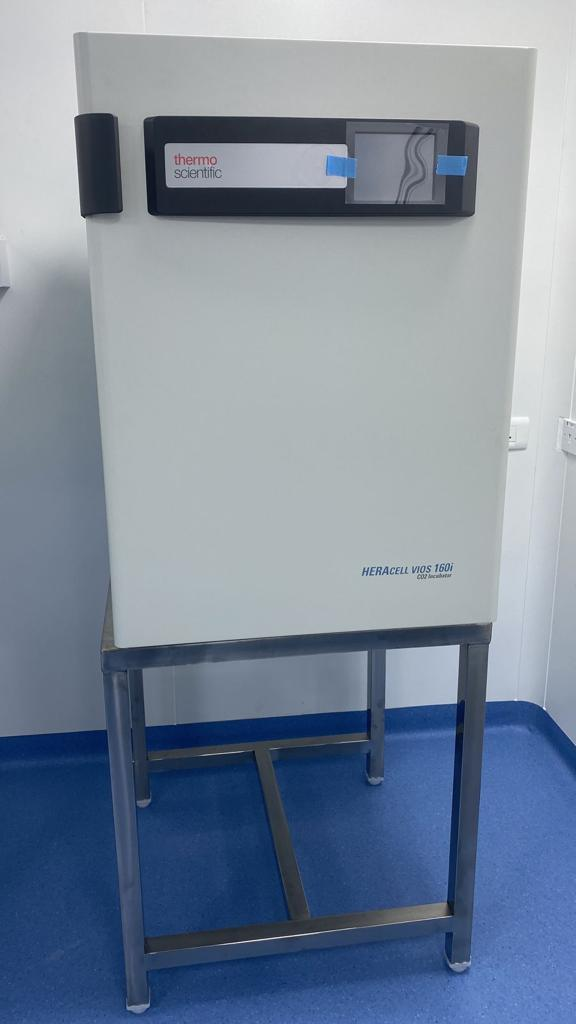 thermo
scientific
HERACELL VIOS 160i
CO2 Incubator